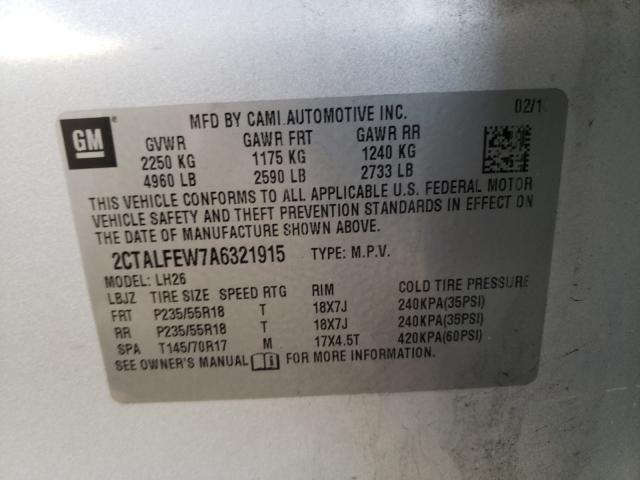 MFD BY CAMI AUTOMOTIVE INC. 02/1
GM
GVWR GAWR FRT GAWR RR
2250 KG 1175 KG 1240 KG
4960 LB 2590 LB 2733 LB
THIS VEHICLE CONFORMS TO ALL APPLICABLE U.S. FEDERAL MOTOR
VEHICLE SAFETY AND THEFT PREVENTION STANDARDS IN EFFECT ON
THE DATE OF MANUFACTURE SHOWN ABOVE.
2CTALFEW7A6321915 TYPE: M.P.V.
MODEL: LH26
LBJZ TIRE SIZE SPEED RTG RIM COLD TIRE PRESSURE
FRT P235/55R18 T 18X7J 240KPA(35PSI)
RR P235/55R18 T 18X7J 240KPA(35PSI)
SPA T145/70R17 M 17X4.5T 420KPA(60PSI)
SEE OWNER'S MANUAL FOR MORE INFORMATION.